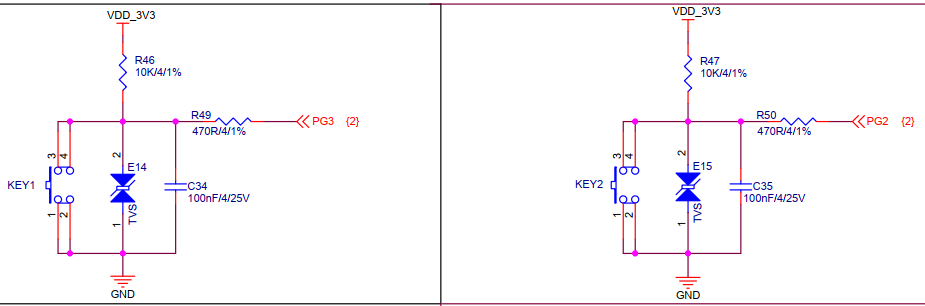 VDD_3V3
R46
10K/4/1%
R49
470R/4/1%
PG3 {2}
3
4
2
E14
KEY1
C34
100nF/4/25V
TVS
1
2
1
GND
VDD_3V3
R47
10K/4/1%
R50
470R/4/1%
PG2 {2}
3
4
2
E15
KEY2
C35
100nF/4/25V
TVS
1
2
1
GND